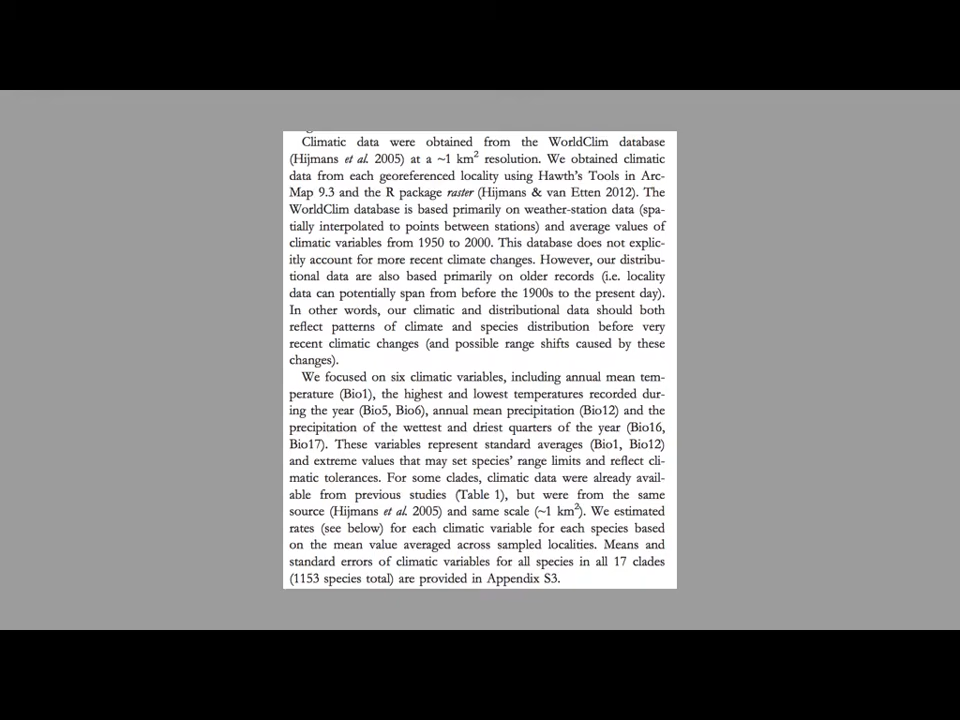 Climatic data were obtained from the WorldClim database
(Hijmans et al. 2005) at a ~1 km² resolution. We obtained climatic
data from each georeferenced locality using Hawth's Tools in Arc-
Map 9.3 and the R package raster (Hijmans & van Etten 2012). The
WorldClim database is based primarily on weather-station data (spa-
tially interpolated to points between stations) and average values of
climatic variables from 1950 to 2000. This database does not explic-
itly account for more recent climate changes. However, our distribu-
tional data are also based primarily on older records (i.e. locality
data can potentially span from before the 1900s to the present day).
In other words, our climatic and distributional data should both
reflect patterns of climate and species distribution before very
recent climatic changes (and possible range shifts caused by these
changes).
We focused on six climatic variables, including annual mean tem-
perature (Bio1), the highest and lowest temperatures recorded dur-
ing the year (Bio5, Bio6), annual mean precipitation (Bio12) and the
precipitation of the wettest and driest quarters of the year (Bio16,
Bio17). These variables represent standard averages (Bio1, Bio12)
and extreme values that may set species' range limits and reflect cli-
matic tolerances. For some clades, climatic data were already avail-
able from previous studies (Table 1), but were from the same
source (Hijmans et al. 2005) and same scale (~1 km²). We estimated
rates (see below) for each climatic variable for each species based
on the mean value averaged across sampled localities. Means and
standard errors of climatic variables for all species in all 17 clades
(1153 species total) are provided in Appendix S3.